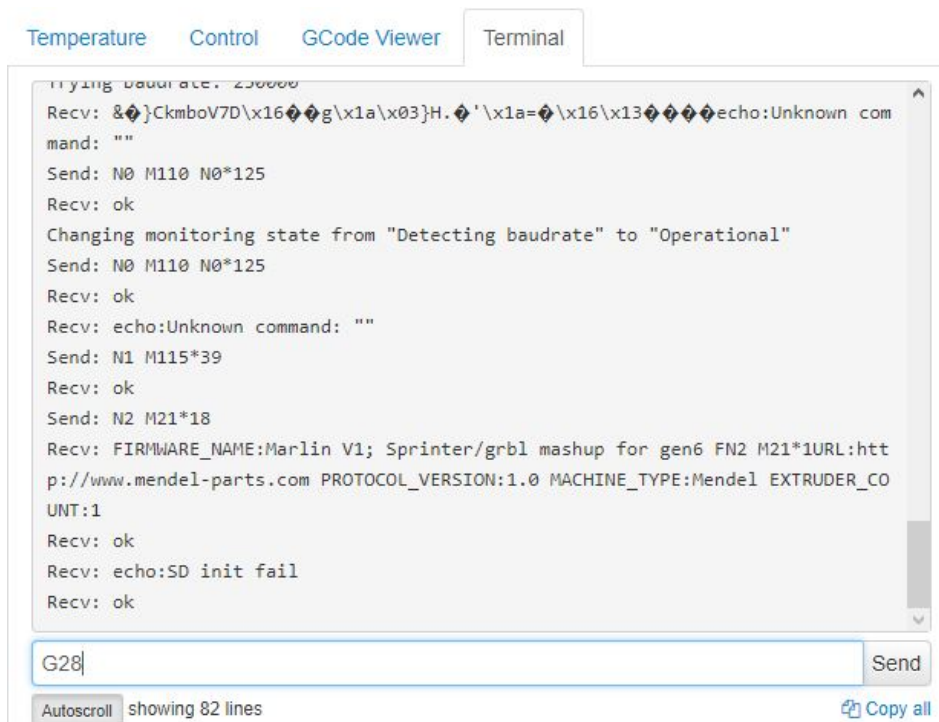 Temperature Control GCode Viewer Terminal
Trying baudrate: 250000
Recv: &�}CkmboV7D\x16��g\x1a\x03}H.�'\x1a=�\x16\x13����echo:Unknown com
mand: ""
Send: N0 M110 N0*125
Recv: ok
Changing monitoring state from "Detecting baudrate" to "Operational"
Send: N0 M110 N0*125
Recv: ok
Recv: echo:Unknown command: ""
Send: N1 M115*39
Recv: ok
Send: N2 M21*18
Recv: FIRMWARE_NAME:Marlin V1; Sprinter/grbl mashup for gen6 FN2 M21*1URL:htt
p://www.mendel-parts.com PROTOCOL_VERSION:1.0 MACHINE_TYPE:Mendel EXTRUDER_CO
UNT:1
Recv: ok
Recv: echo:SD init fail
Recv: ok
G28 Send
Autoscroll showing 82 lines Copy all